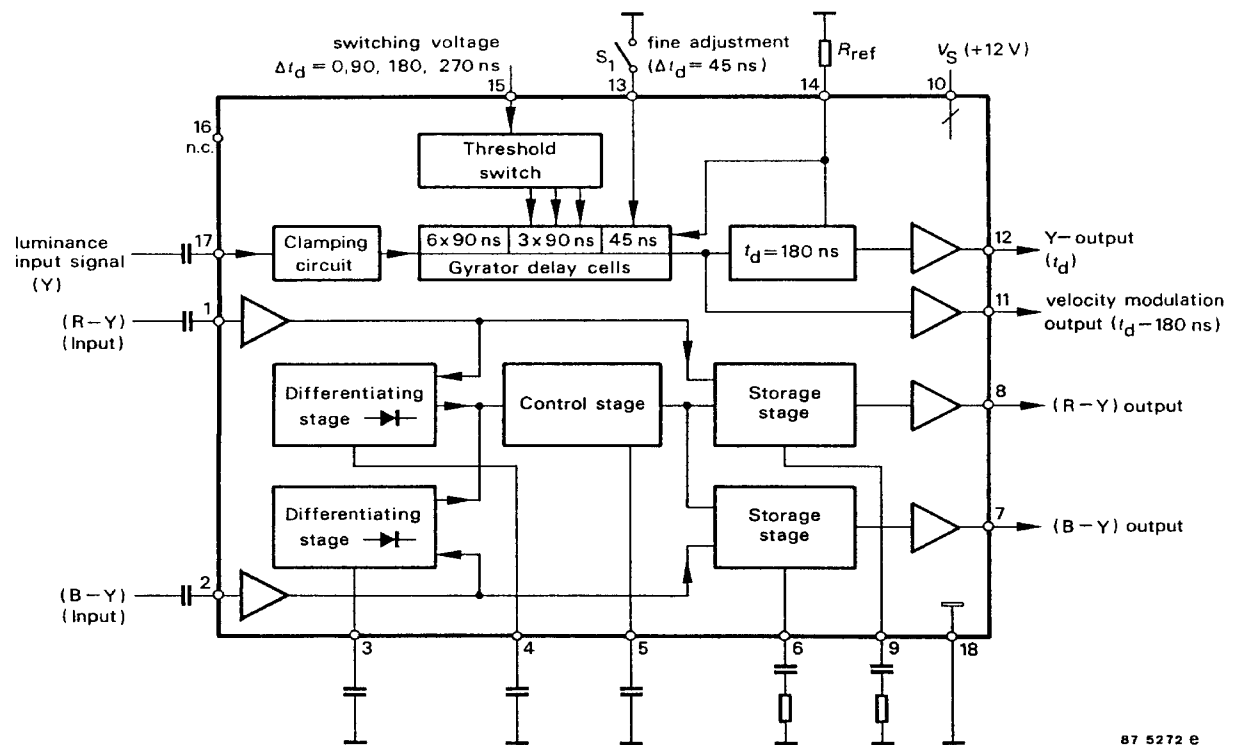 switching voltage
Δtd = 0,90, 180, 270 ns
15
S1
fine adjustment
(Δtd = 45 ns)
13
Rref
14
VS (+12 V)
10
16
n.c.
Threshold
switch
luminance
input signal
(Y)
17
Clamping
circuit
6 x 90 ns
3 x 90 ns
45 ns
Gyrator delay cells
td = 180 ns
12
Y-output
(td)
11
velocity modulation
output (td - 180 ns)
(R-Y)
(Input)
1
Differentiating
stage
Control stage
Storage
stage
8
(R-Y) output
Differentiating
stage
Storage
stage
7
(B-Y) output
(B-Y)
(Input)
2
3
4
5
6
9
18
87 5272 e